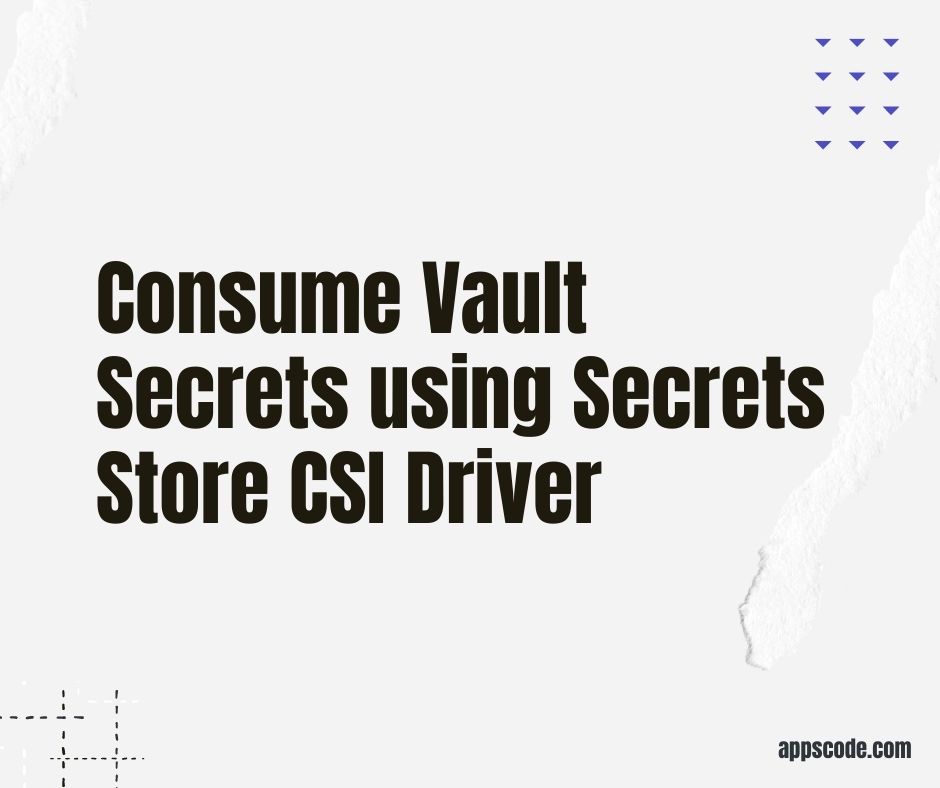 Consume Vault
Secrets using Secrets
Store CSI Driver
appscode.com